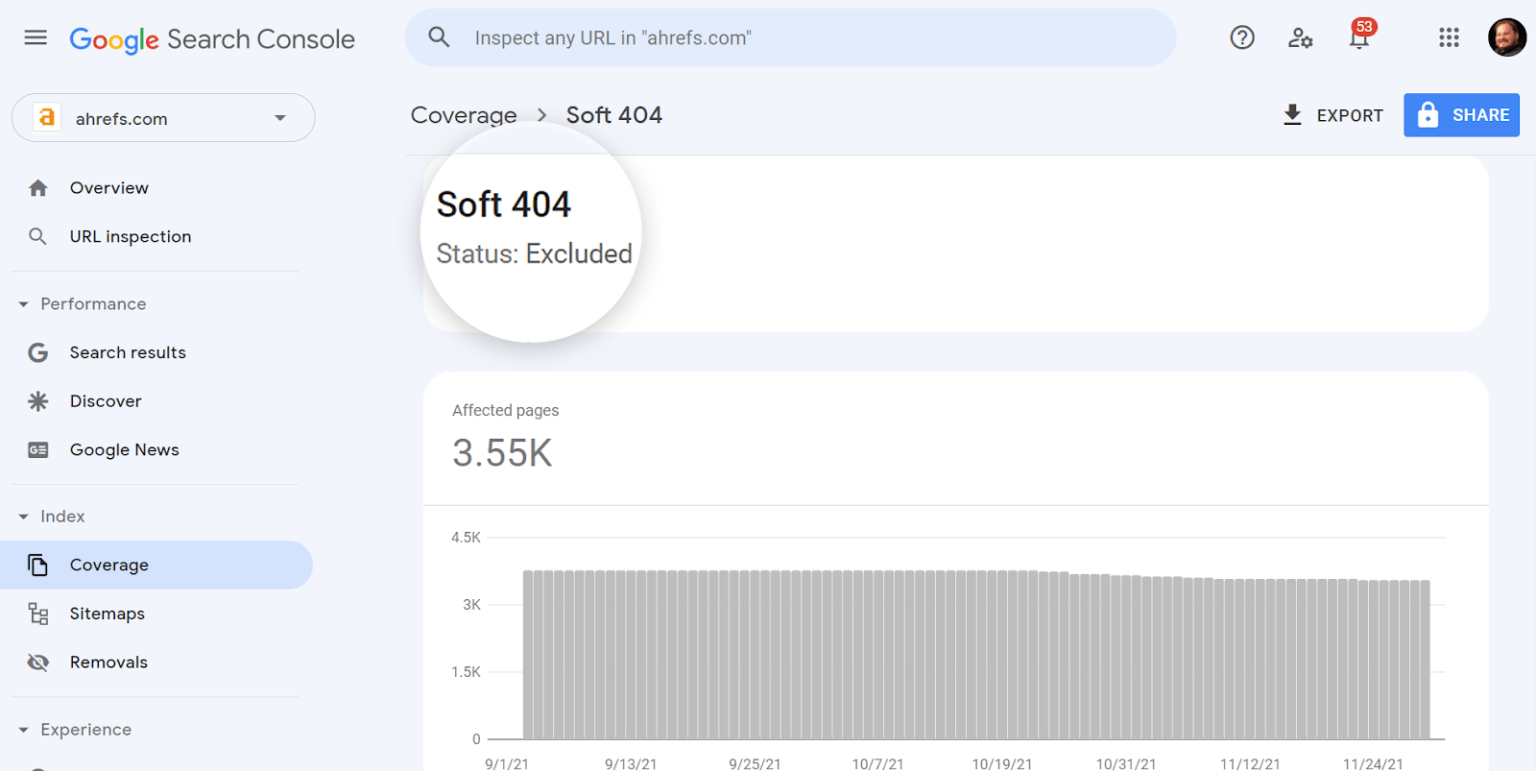 Google Search Console
Inspect any URL in "ahrefs.com"
53
a ahrefs.com
Coverage > Soft 404
EXPORT
SHARE
Overview
URL inspection
Performance
G Search results
Discover
GE Google News
Index
Coverage
Sitemaps
Removals
Experience
Soft 404
Status: Excluded
Affected pages
3.55K
4.5K
3K
1.5K
0
9/1/21 9/13/21 9/25/21 10/7/21 10/19/21 10/31/21 11/12/21 11/24/21